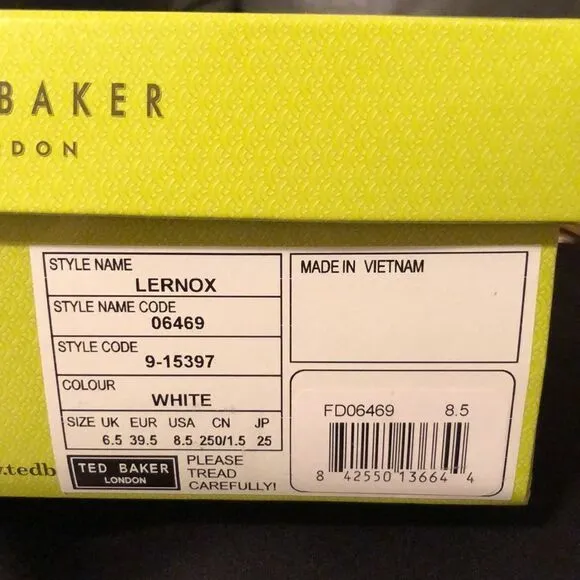 BAKER
NDON
STYLE NAME
LERNOX
STYLE NAME CODE
06469
STYLE CODE
9-15397
COLOUR
WHITE
SIZE UK EUR USA CN JP
6.5 39.5 8.5 250/1.5 25
TED BAKER
LONDON
PLEASE
TREAD
CAREFULLY!
MADE IN VIETNAM
FD06469 8.5
8 42550 13664 4
.tedb